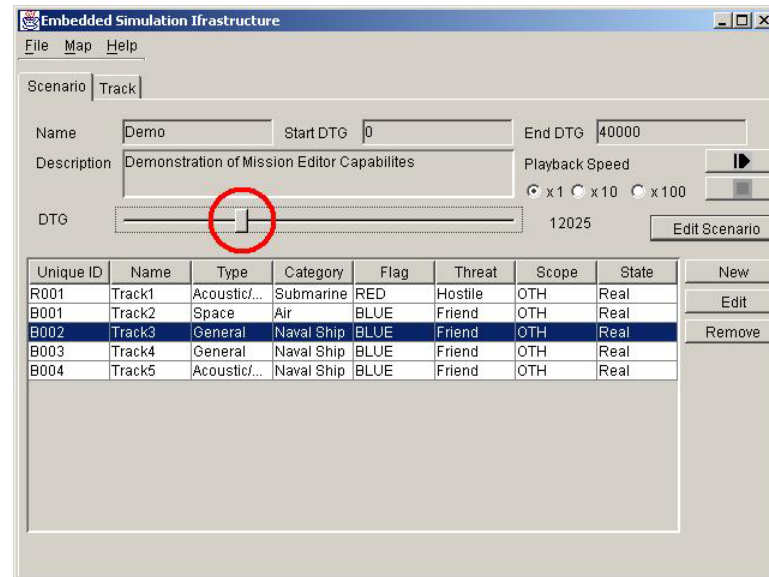 Embedded Simulation Ifrastructure
File Map Help
Scenario Track
Name Demo Start DTG 0 End DTG 40000
Description Demonstration of Mission Editor Capabilites Playback Speed
x1 x10 x100
DTG 12025 Edit Scenario
Unique ID Name Type Category Flag Threat Scope State New
R001 Track1 Acoustic/... Submarine RED Hostile OTH Real
B001 Track2 Space Air BLUE Friend OTH Real Edit
B002 Track3 General Naval Ship BLUE Friend OTH Real Remove
B003 Track4 General Naval Ship BLUE Friend OTH Real
B004 Track5 Acoustic/... Naval Ship BLUE Friend OTH Real